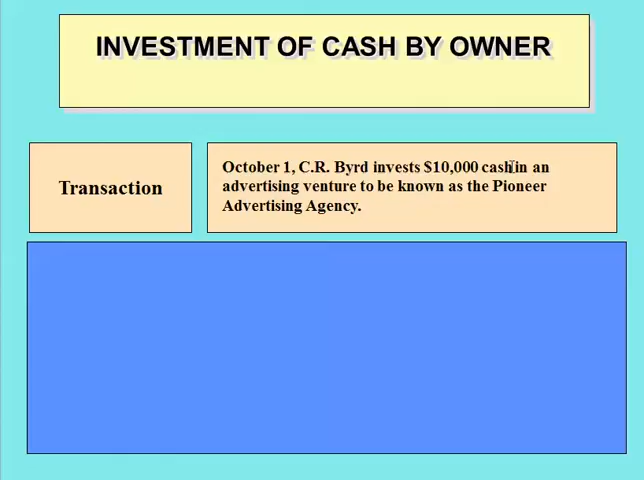 INVESTMENT OF CASH BY OWNER
Transaction
October 1, C.R. Byrd invests $10,000 cash in an
advertising venture to be known as the Pioneer
Advertising Agency.